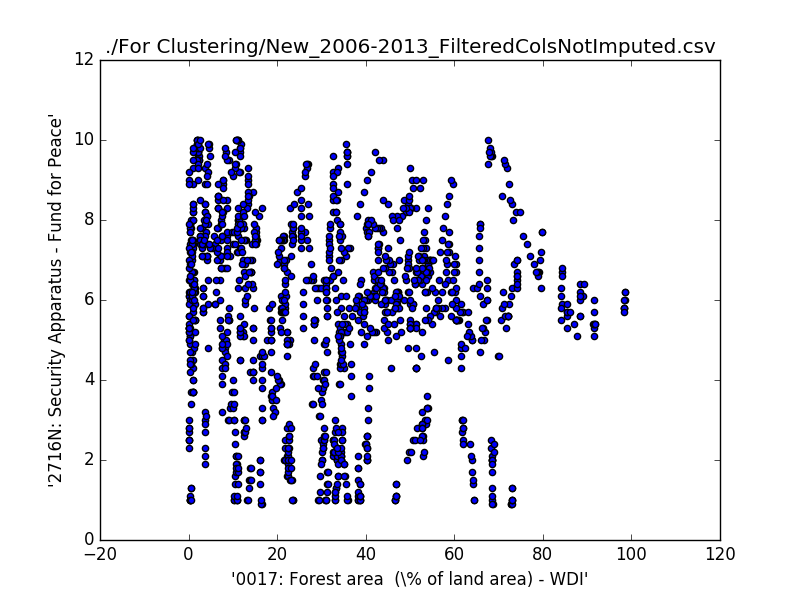 ./For Clustering/New_2006-2013_FilteredColsNotImputed.csv
12
10
8
6
4
2
0
−20 0 20 40 60 80 100 120
'2716N: Security Apparatus - Fund for Peace'
'0017: Forest area  (\% of land area) - WDI'